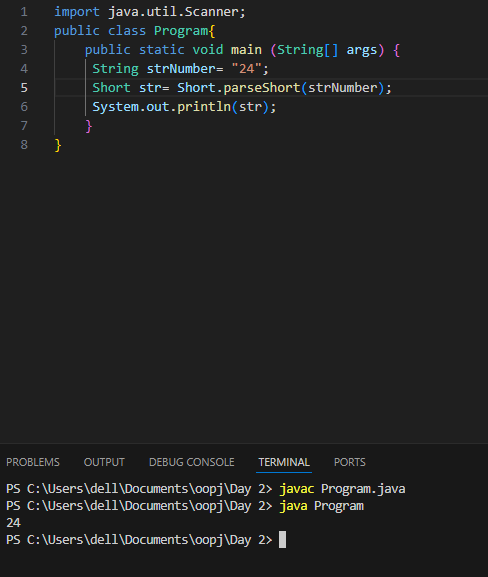 1 import java.util.Scanner;
2 public class Program{
3 public static void main (String[] args) {
4 String strNumber= "24";
5 Short str= Short.parseShort(strNumber);
6 System.out.println(str);
7 }
8 }
PROBLEMS OUTPUT DEBUG CONSOLE TERMINAL PORTS
PS C:\Users\dell\Documents\oopj\Day 2> javac Program.java
PS C:\Users\dell\Documents\oopj\Day 2> java Program
24
PS C:\Users\dell\Documents\oopj\Day 2>